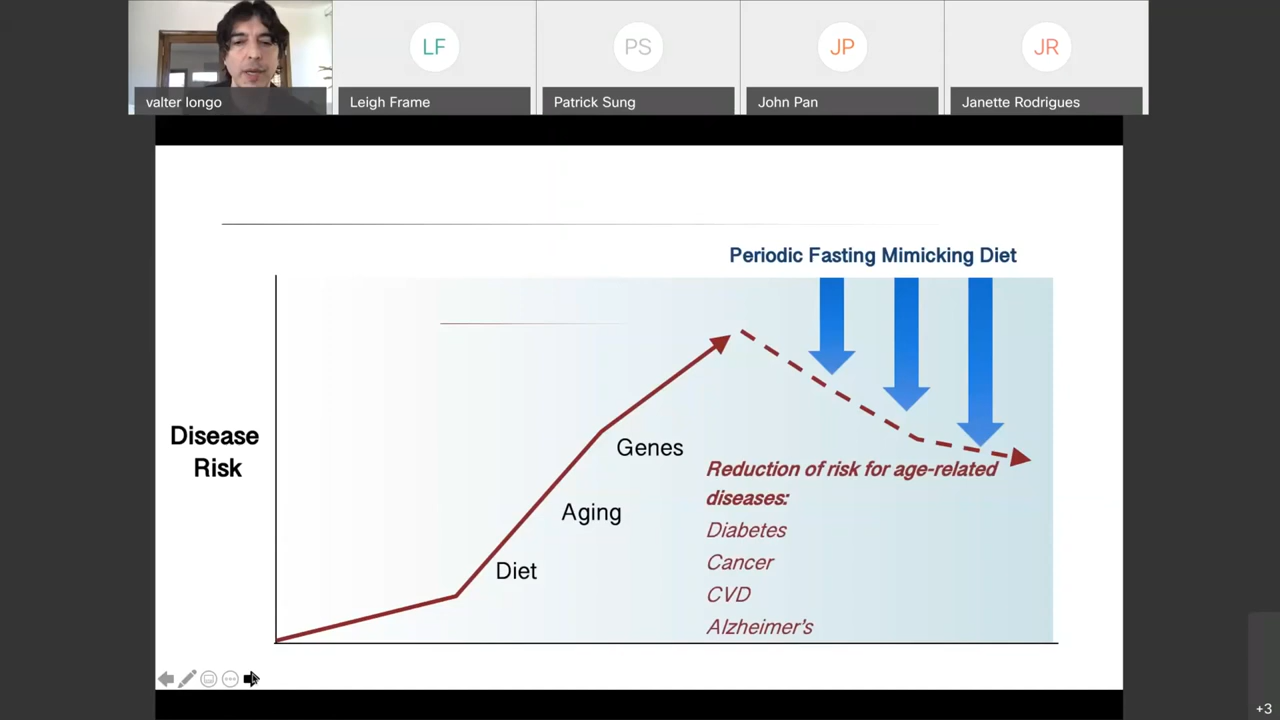 LF
PS
JP
JR
valter longo
Leigh Frame
Patrick Sung
John Pan
Janette Rodrigues
Periodic Fasting Mimicking Diet
Disease
Risk
Genes
Aging
Diet
Reduction of risk for age-related
diseases:
Diabetes
Cancer
CVD
Alzheimer's
+3